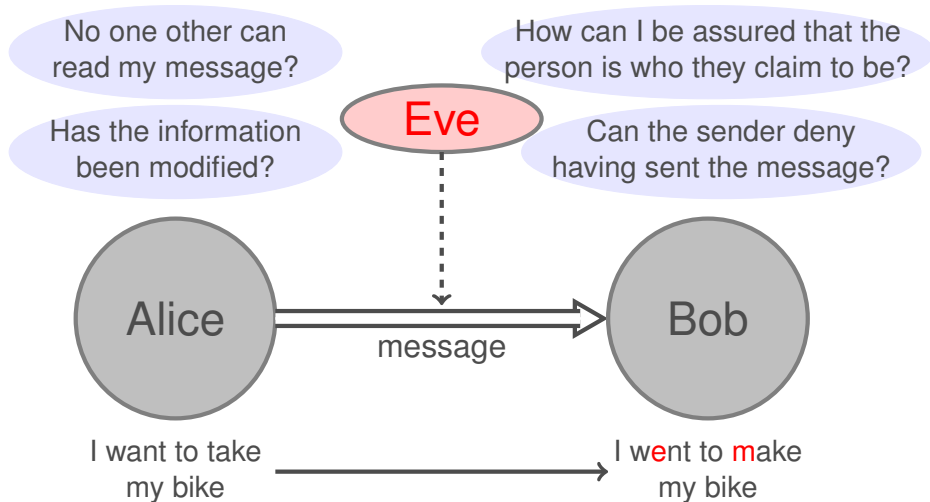 No one other can
read my message?
How can I be assured that the
person is who they claim to be?
Eve
Has the information
been modified?
Can the sender deny
having sent the message?
Alice
message
Bob
I want to take
my bike
I went to make
my bike